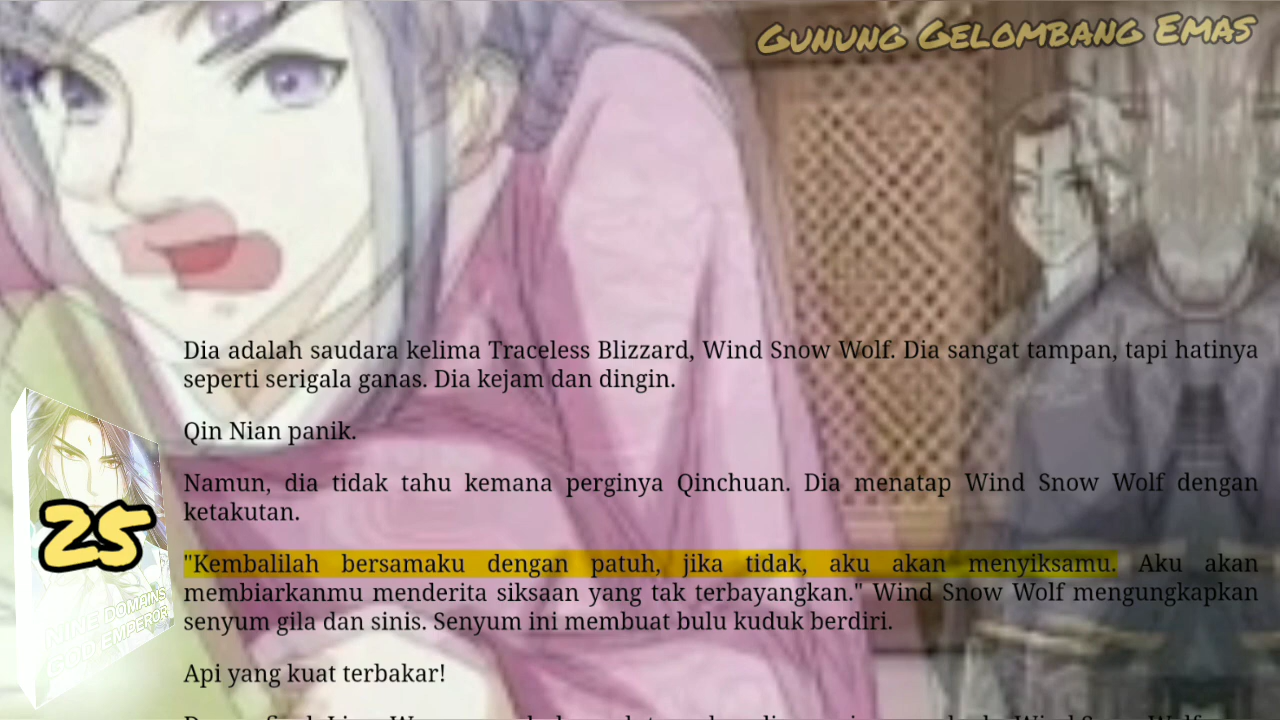 Gunung Gelombang Emas
Dia adalah saudara kelima Traceless Blizzard, Wind Snow Wolf. Dia sangat tampan, tapi hatinya
seperti serigala ganas. Dia kejam dan dingin.
Qin Nian panik.
Namun, dia tidak tahu kemana perginya Qinchuan. Dia menatap Wind Snow Wolf dengan
ketakutan.
"Kembalilah bersamaku dengan patuh, jika tidak, aku akan menyiksamu. Aku akan
membiarkanmu menderita siksaan yang tak terbayangkan." Wind Snow Wolf mengungkapkan
senyum gila dan sinis. Senyum ini membuat bulu kuduk berdiri.
Api yang kuat terbakar!
25
NINE DOMAINS
GOD EMPEROR